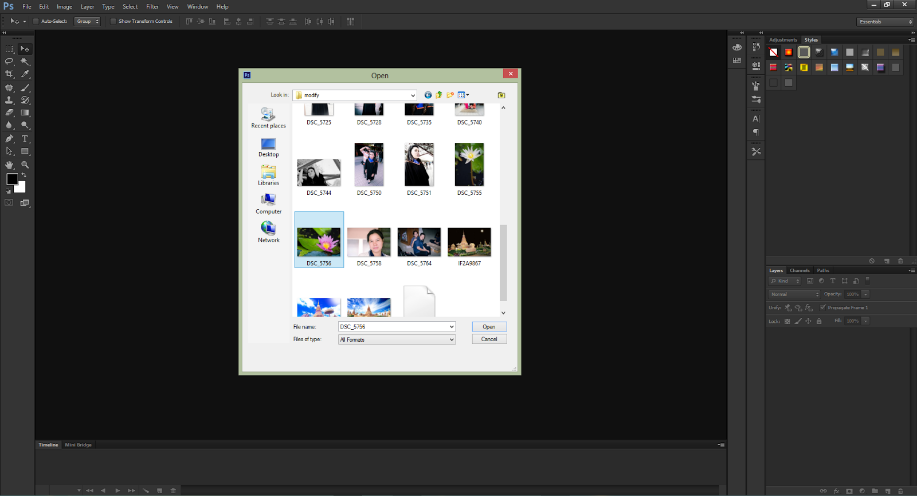 Ps File Edit Image Layer Type Select Filter View Window Help
Auto-Select: Group Show Transform Controls Essentials
Adjustments Styles
Open
Look in: modify
Recent places
Desktop
Libraries
Computer
Network
DSC_5725 DSC_5728 DSC_5735 DSC_5740
DSC_5744 DSC_5750 DSC_5751 DSC_5755
DSC_5756 DSC_5758 DSC_5764 IF2A9867
File name: DSC_5756 Open
Files of type: All Formats Cancel
Layers Channels Paths
Kind
Normal Opacity: 100%
Unify: Propagate Frame 1
Lock: Fill: 100%
Timeline Mini Bridge